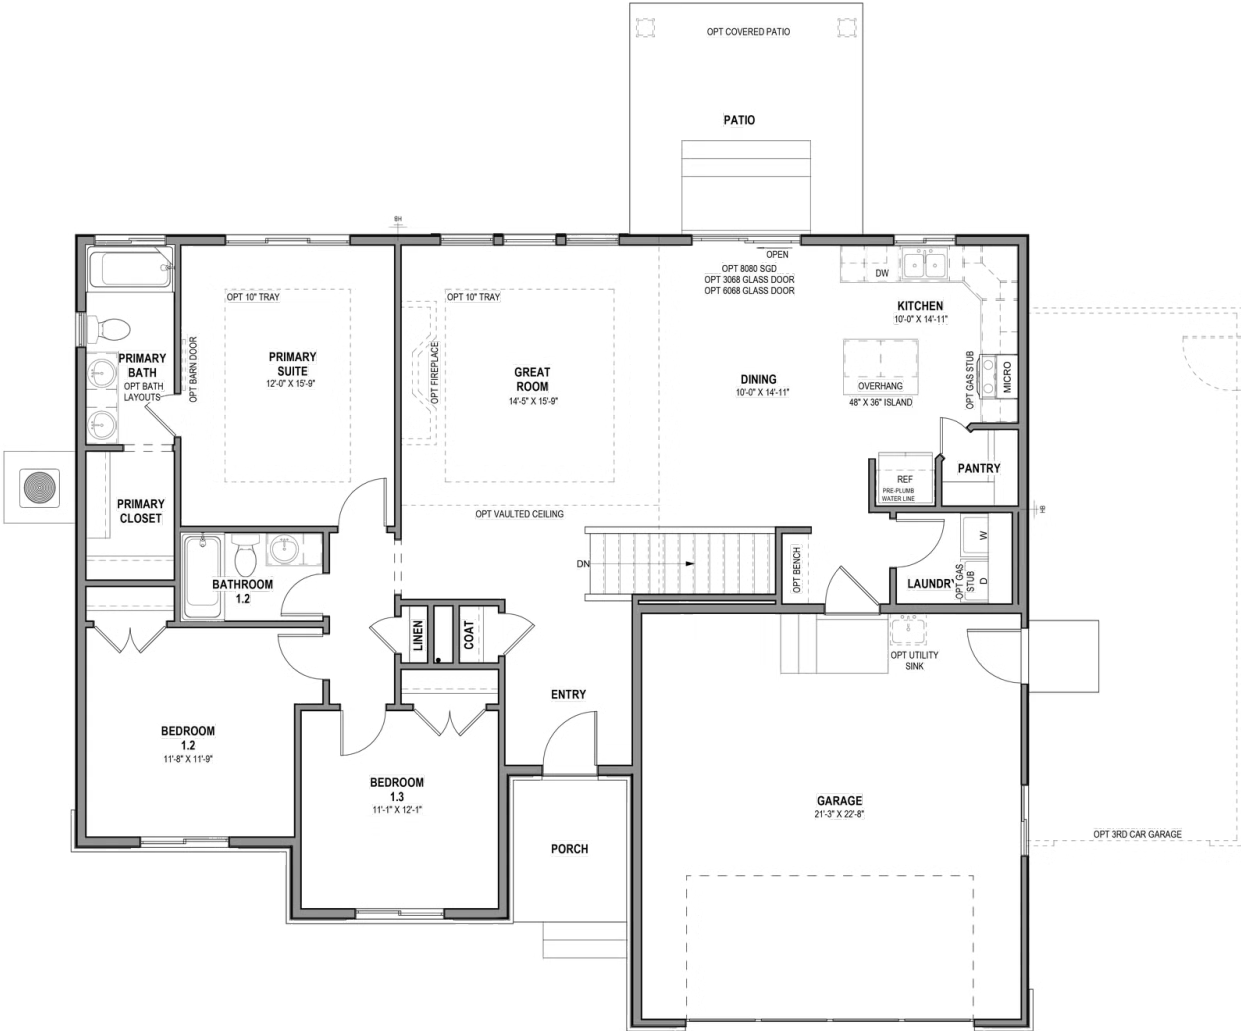 OPT COVERED PATIO
PATIO
BH
OPEN
OPT 8080 SGD
OPT 3068 GLASS DOOR
OPT 6068 GLASS DOOR
DW
KITCHEN
10'-0" X 14'-11"
OPT 10" TRAY
OPT 10" TRAY
PRIMARY
BATH
OPT BATH
LAYOUTS
OPT BARN DOOR
PRIMARY
SUITE
12'-0" X 15'-9"
OPT FIREPLACE
GREAT
ROOM
14'-5" X 15'-9"
DINING
10'-0" X 14'-11"
OVERHANG
48" X 36" ISLAND
OPT GAS STUB
MICRO
PANTRY
REF
PRE-PLUMB
WATER LINE
HB
PRIMARY
CLOSET
OPT VAULTED CEILING
DN
OPT BENCH
W
LAUNDRY
OPT GAS
STUB
D
BATHROOM
1.2
LINEN
COAT
OPT UTILITY
SINK
ENTRY
BEDROOM
1.2
11'-8" X 11'-9"
BEDROOM
1.3
11'-1" X 12'-1"
GARAGE
21'-3" X 22'-8"
OPT 3RD CAR GARAGE
PORCH